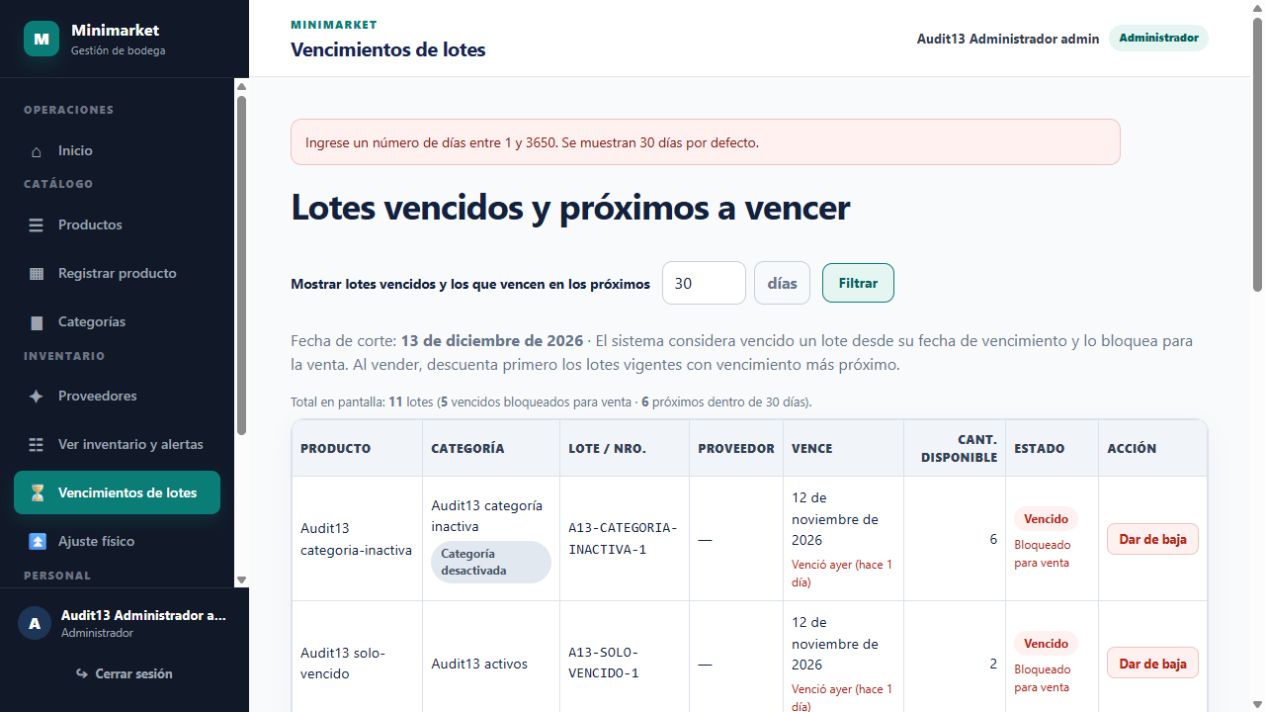 M
Minimarket
Gestión de bodega
OPERACIONES
Inicio
CATÁLOGO
Productos
Registrar producto
Categorías
INVENTARIO
Proveedores
Ver inventario y alertas
Vencimientos de lotes
Ajuste físico
PERSONAL
A
Audit13 Administrador a...
Administrador
Cerrar sesión
MINIMARKET
Vencimientos de lotes
Audit13 Administrador admin
Administrador
Ingrese un número de días entre 1 y 3650. Se muestran 30 días por defecto.
Lotes vencidos y próximos a vencer
Mostrar lotes vencidos y los que vencen en los próximos 30 días Filtrar
Fecha de corte: 13 de diciembre de 2026 · El sistema considera vencido un lote desde su fecha de vencimiento y lo bloquea para
la venta. Al vender, descuenta primero los lotes vigentes con vencimiento más próximo.
Total en pantalla: 11 lotes (5 vencidos bloqueados para venta · 6 próximos dentro de 30 días).
PRODUCTO
CATEGORÍA
LOTE / NRO.
PROVEEDOR
VENCE
CANT.
DISPONIBLE
ESTADO
ACCIÓN
Audit13
categoria-inactiva
Audit13 categoría
inactiva
Categoría
desactivada
A13-CATEGORIA-
INACTIVA-1
—
12 de
noviembre de
2026
Venció ayer (hace 1
día)
6
Vencido
Bloqueado
para venta
Dar de baja
Audit13 solo-
vencido
Audit13 activos
A13-SOLO-
VENCIDO-1
—
12 de
noviembre de
2026
Venció ayer (hace 1
día)
2
Vencido
Bloqueado
para venta
Dar de baja